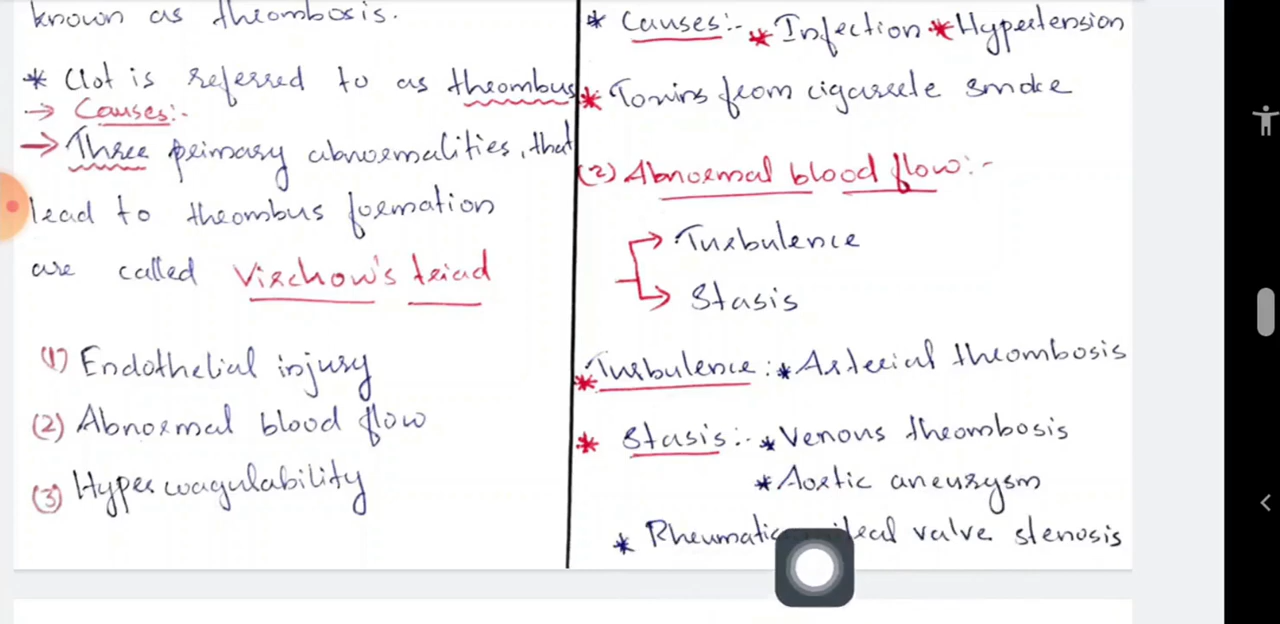 known as thrombosis.
* Clot is referred to as thrombus
→ Causes:-
→ Three primary abnormalities, that
lead to thrombus formation
are called Virchow's triad
(1) Endothelial injury
(2) Abnormal blood flow
(3) Hypercoagulability
* Causes:- * Infection * Hypertension
* Toxins from cigarette smoke
(2) Abnormal blood flow:-
→ Turbulence
→ Stasis
* Turbulence: * Arterial thrombosis
* Stasis:- * Venous thrombosis
* Aortic aneurysm
* Rheumatic valve stenosis